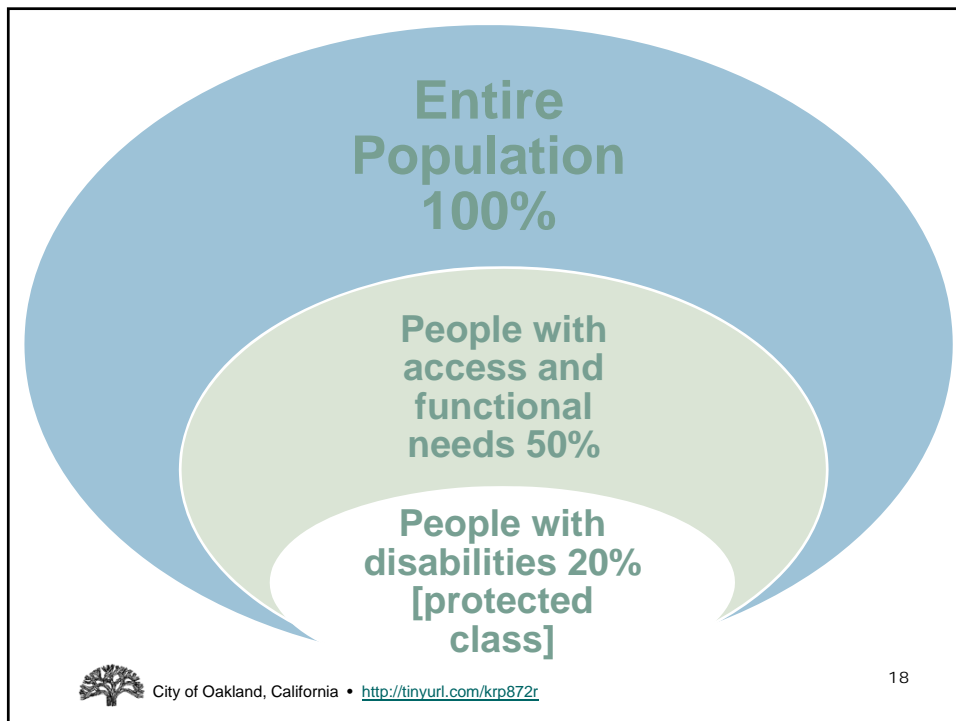 Entire
Population
100%
People with
access and
functional
needs 50%
People with
disabilities 20%
[protected
class]
City of Oakland, California • http://tinyurl.com/krp872r
18